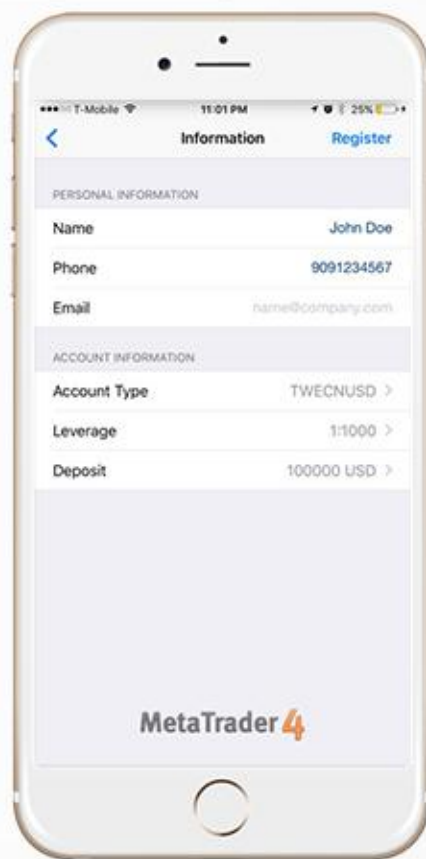 T-Mobile 11:01 PM 25%
Information Register
PERSONAL INFORMATION
Name John Doe
Phone 9091234567
Email name@company.com
ACCOUNT INFORMATION
Account Type TWECNUSD
Leverage 1:1000
Deposit 100000 USD
MetaTrader 4